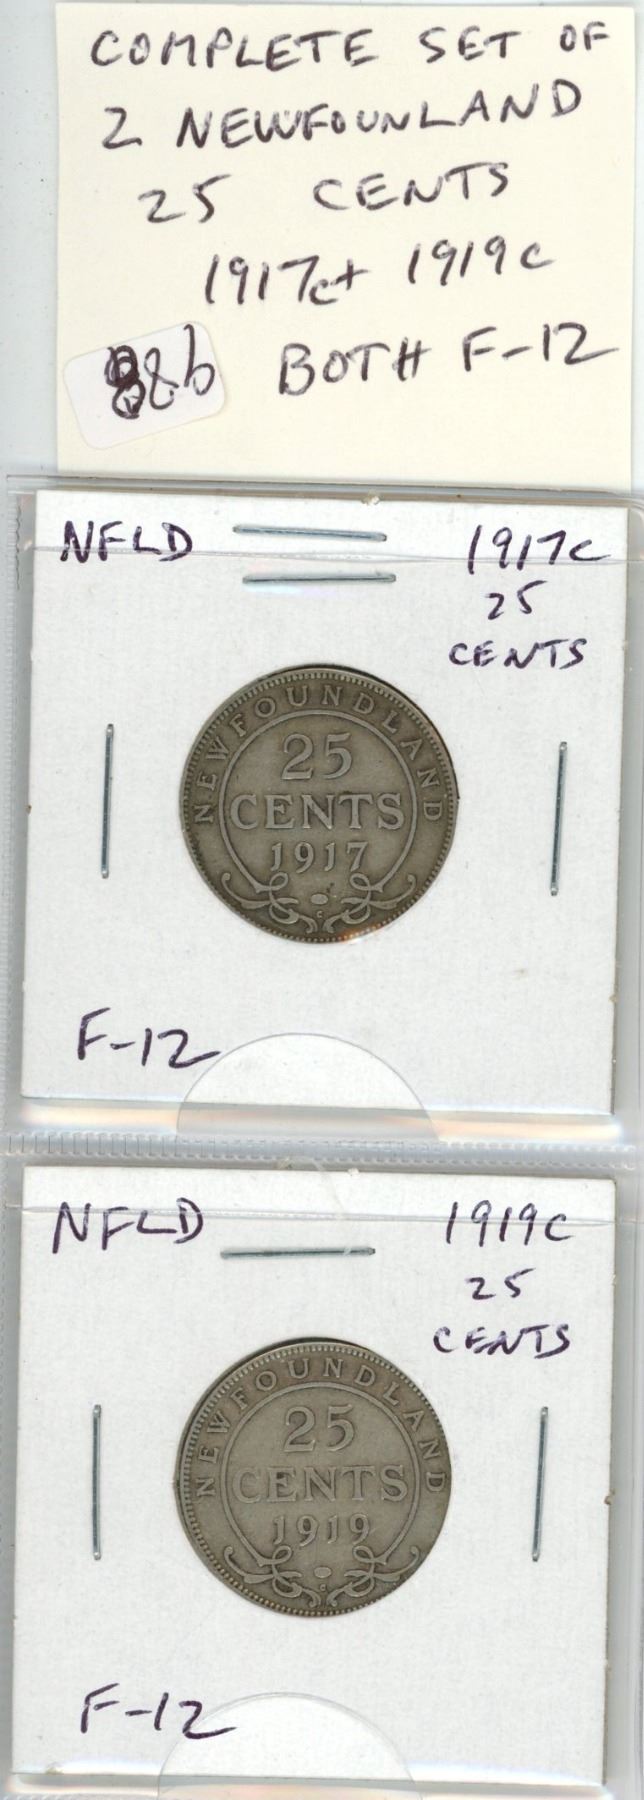 COMPLETE SET OF
2 NEWFOUNLAND
25 CENTS
1917c+ 1919c
BOTH F-12
886
NFLD
1917c
25
CENTS
NEWFOUNDLAND
25
CENTS
1917
C
F-12
NFLD
1919c
25
CENTS
NEWFOUNDLAND
25
CENTS
1919
C
F-12